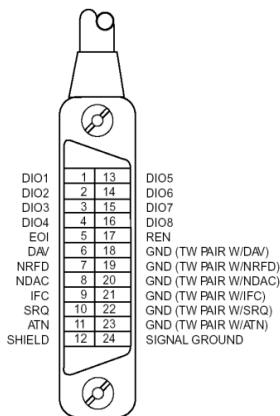 DIO1 1 13 DIO5
DIO2 2 14 DIO6
DIO3 3 15 DIO7
DIO4 4 16 DIO8
EOI 5 17 REN
DAV 6 18 GND (TW PAIR W/DAV)
NRFD 7 19 GND (TW PAIR W/NRFD)
NDAC 8 20 GND (TW PAIR W/NDAC)
IFC 9 21 GND (TW PAIR W/IFC)
SRQ 10 22 GND (TW PAIR W/SRQ)
ATN 11 23 GND (TW PAIR W/ATN)
SHIELD 12 24 SIGNAL GROUND